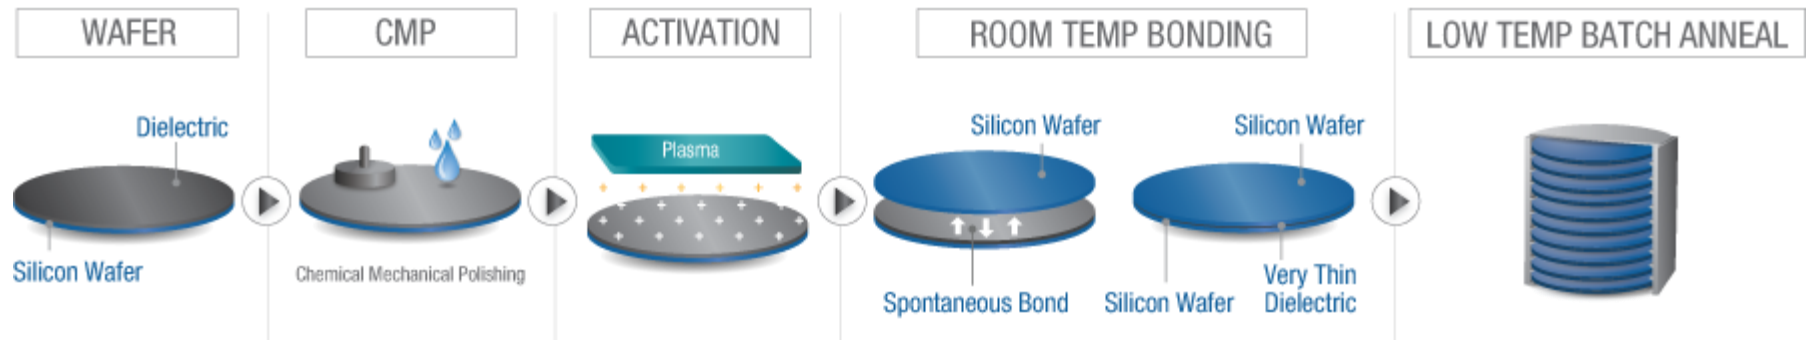 WAFER
CMP
ACTIVATION
ROOM TEMP BONDING
LOW TEMP BATCH ANNEAL
Dielectric
Silicon Wafer
Chemical Mechanical Polishing
Plasma
Silicon Wafer
Spontaneous Bond
Silicon Wafer
Silicon Wafer
Very Thin
Dielectric